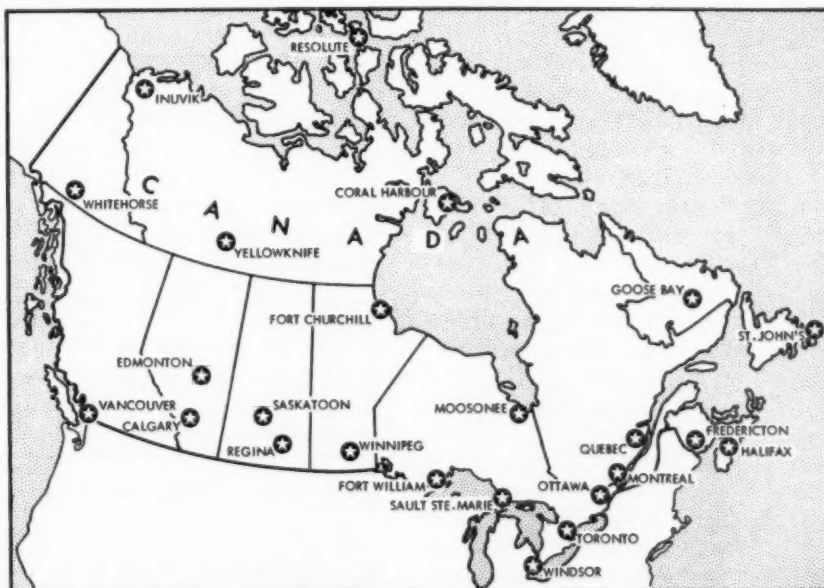 RESOLUTE
INUVIK
CORAL HARBOUR
WHITEHORSE
C A N A D A
YELLOWKNIFE
GOOSE BAY
FORT CHURCHILL
ST. JOHN'S
EDMONTON
VANCOUVER
SASKATOON
MOOSONEE
CALGARY
FREDERICTON
QUEBEC
REGINA
WINNIPEG
HALIFAX
FORT WILLIAM
OTTAWA
MONTREAL
SAULT STE. MARIE
TORONTO
WINDSOR